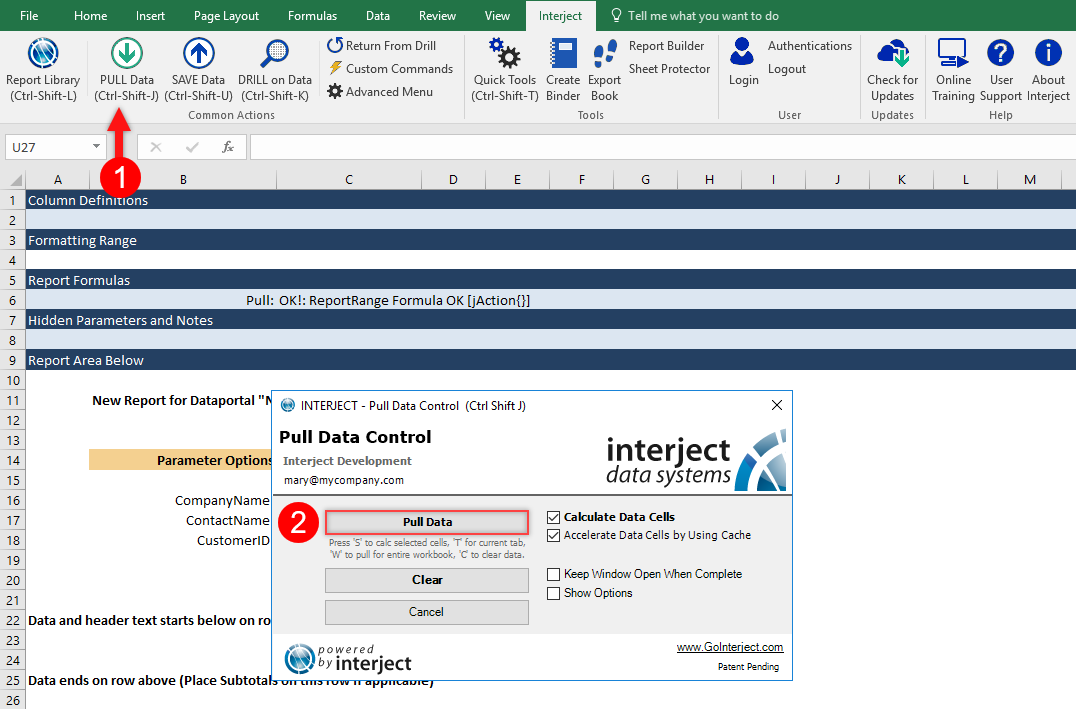 File Home Insert Page Layout Formulas Data Review View Interject Tell me what you want to do
Report Library (Ctrl-Shift-L)
PULL Data (Ctrl-Shift-J)
SAVE Data (Ctrl-Shift-U)
DRILL on Data (Ctrl-Shift-K)
Return From Drill
Custom Commands
Advanced Menu
Common Actions
Quick Tools (Ctrl-Shift-T)
Create Binder
Export Book
Report Builder
Sheet Protector
Tools
Login
Authentications
Logout
User
Check for Updates
Updates
Online Training
User Support
About Interject
Help
1
U27 fx
A B C D E F G H I J K L M
1 Column Definitions
2
3 Formatting Range
4
5 Report Formulas
6 Pull: OK!: ReportRange Formula OK [jAction{}]
7 Hidden Parameters and Notes
8
9 Report Area Below
10
11 New Report for Dataportal "N
12
13
14 Parameter Options
15
16 CompanyName
17 ContactName
18 CustomerID
19
20
21
22 Data and header text starts below on ro
23
24
25 Data ends on row above (Place Subtotals on this row if applicable)
26
INTERJECT - Pull Data Control (Ctrl Shift J)
Pull Data Control
Interject Development
mary@mycompany.com
interject
data systems
2
Pull Data
Press 'S' to calc selected cells, 'T' for current tab,
'W' to pull for entire workbook, 'C' to clear data.
Clear
Cancel
Calculate Data Cells
Accelerate Data Cells by Using Cache
Keep Window Open When Complete
Show Options
powered
by interject
www.GoInterject.com
Patent Pending